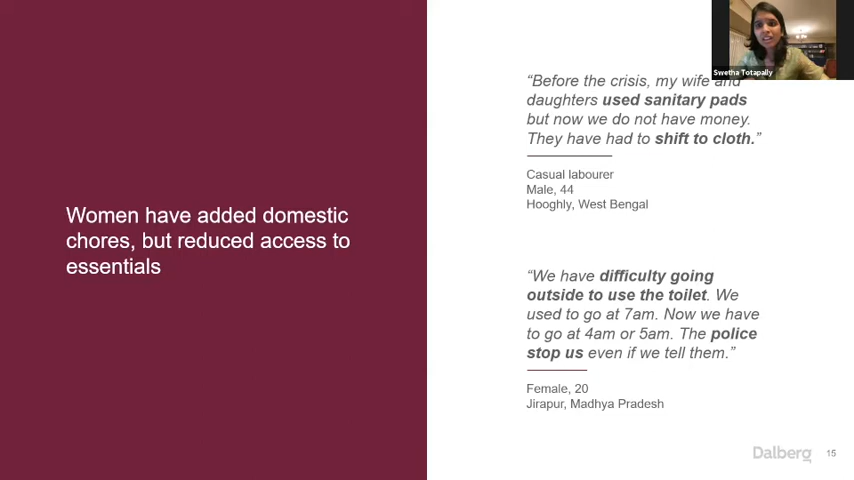 Swetha Totapally
Women have added domestic
chores, but reduced access to
essentials
“Before the crisis, my wife and
daughters used sanitary pads
but now we do not have money.
They have had to shift to cloth.”
Casual labourer
Male, 44
Hooghly, West Bengal
“We have difficulty going
outside to use the toilet. We
used to go at 7am. Now we have
to go at 4am or 5am. The police
stop us even if we tell them.”
Female, 20
Jirapur, Madhya Pradesh
Dalberg
15